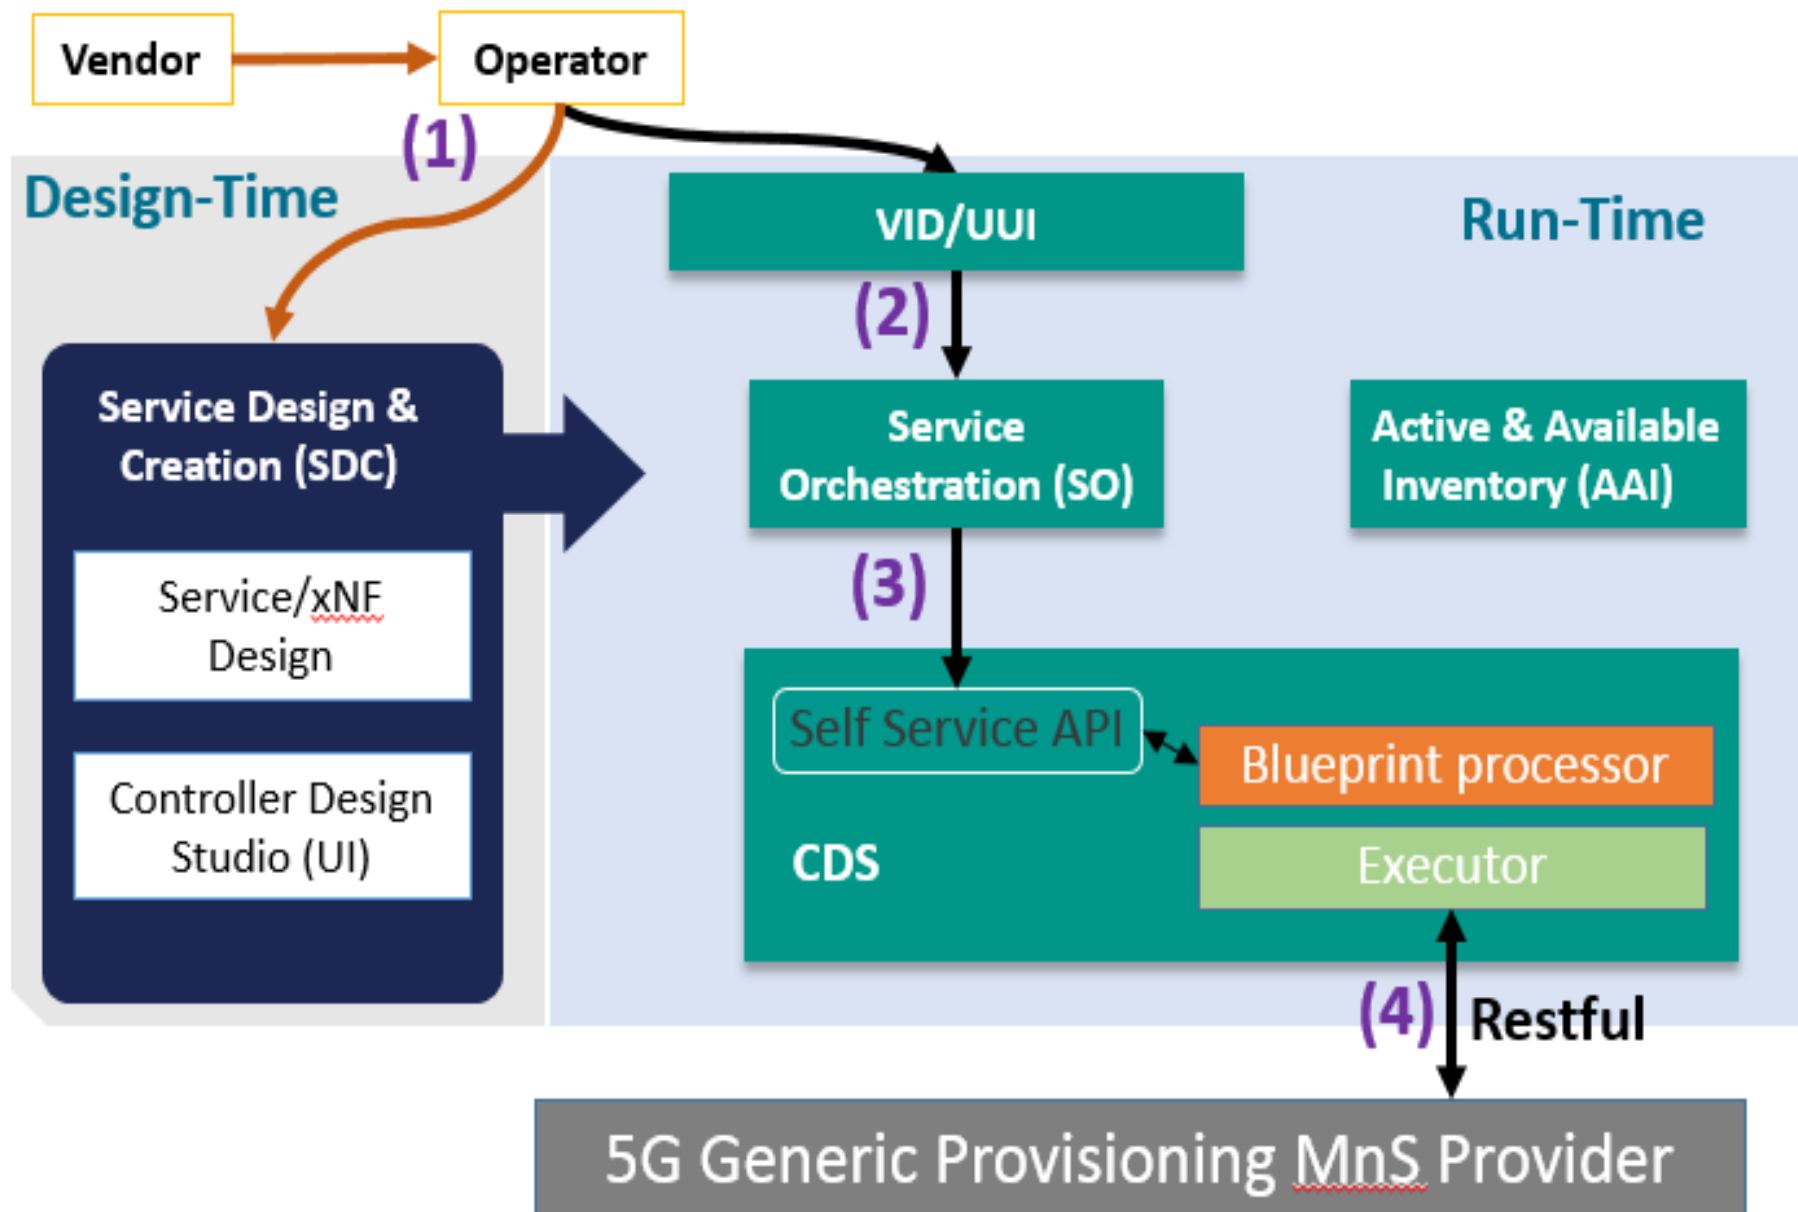 Vendor
Operator
(1)
Design-Time
Run-Time
VID/UUI
(2)
Service Design &
Creation (SDC)
Service
Orchestration (SO)
Active & Available
Inventory (AAI)
Service/xNF
Design
(3)
Self Service API
Blueprint processor
Controller Design
Studio (UI)
CDS
Executor
(4)
Restful
5G Generic Provisioning MnS Provider